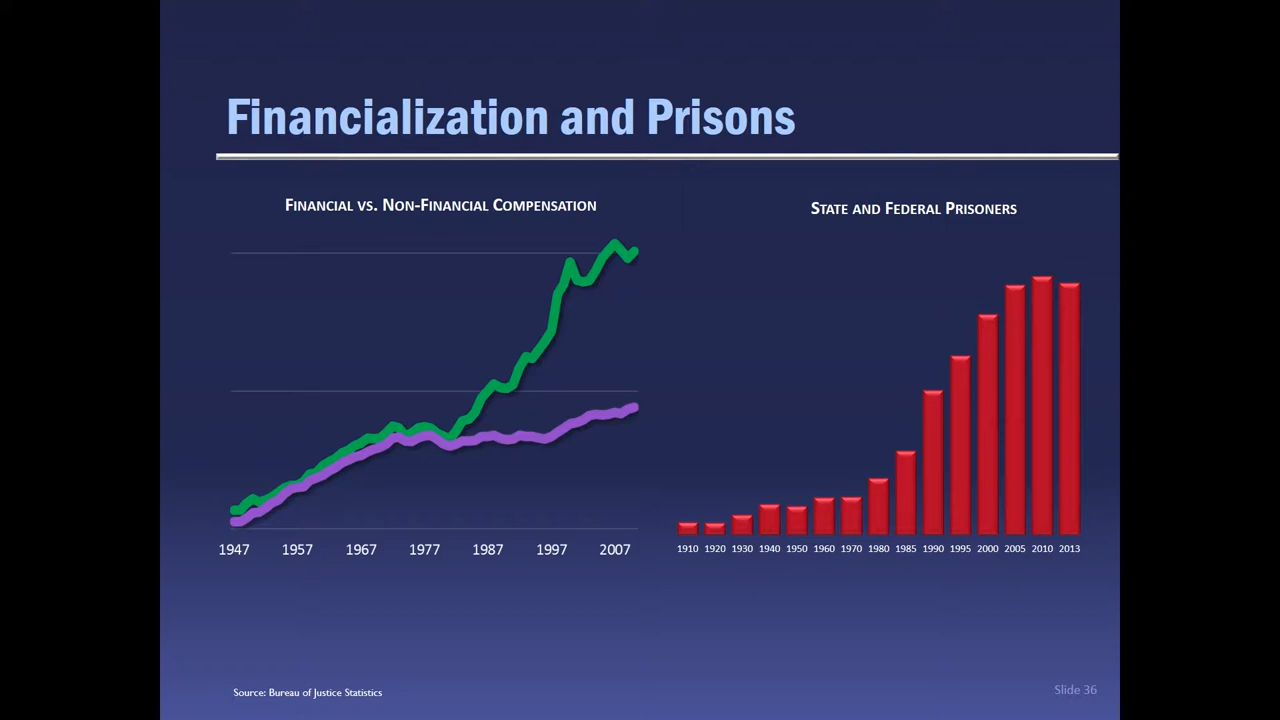 Financialization and Prisons
FINANCIAL VS. NON-FINANCIAL COMPENSATION
STATE AND FEDERAL PRISONERS
1947 1957 1967 1977 1987 1997 2007
1910 1920 1930 1940 1950 1960 1970 1980 1985 1990 1995 2000 2005 2010 2013
Source: Bureau of Justice Statistics
Slide 36